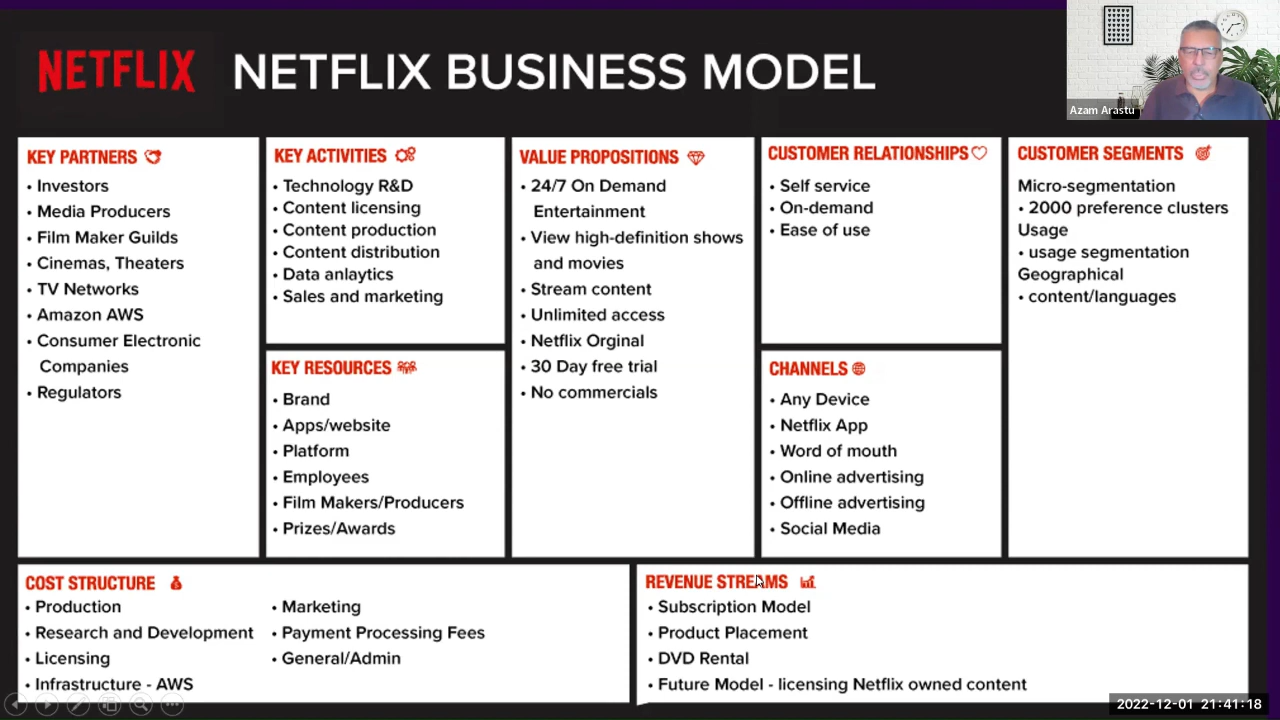 NETFLIX
NETFLIX BUSINESS MODEL
Azam Arastu
KEY PARTNERS
• Investors
• Media Producers
• Film Maker Guilds
• Cinemas, Theaters
• TV Networks
• Amazon AWS
• Consumer Electronic
Companies
• Regulators
KEY ACTIVITIES
• Technology R&D
• Content licensing
• Content production
• Content distribution
• Data anlaytics
• Sales and marketing
KEY RESOURCES
• Brand
• Apps/website
• Platform
• Employees
• Film Makers/Producers
• Prizes/Awards
VALUE PROPOSITIONS
• 24/7 On Demand
Entertainment
• View high-definition shows
and movies
• Stream content
• Unlimited access
• Netflix Orginal
• 30 Day free trial
• No commercials
CUSTOMER RELATIONSHIPS
• Self service
• On-demand
• Ease of use
CHANNELS
• Any Device
• Netflix App
• Word of mouth
• Online advertising
• Offline advertising
• Social Media
CUSTOMER SEGMENTS
Micro-segmentation
• 2000 preference clusters
Usage
• usage segmentation
Geographical
• content/languages
COST STRUCTURE
• Production
• Research and Development
• Licensing
• Infrastructure - AWS
• Marketing
• Payment Processing Fees
• General/Admin
REVENUE STREAMS
• Subscription Model
• Product Placement
• DVD Rental
• Future Model - licensing Netflix owned content
2022-12-01 21:41:18